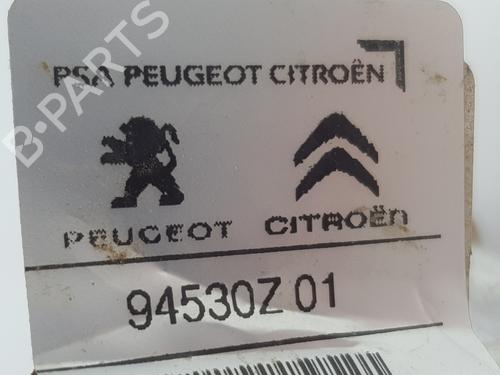 B-PARTS
PSA PEUGEOT CITROËN
PEUGEOT CITROËN
94530Z 01